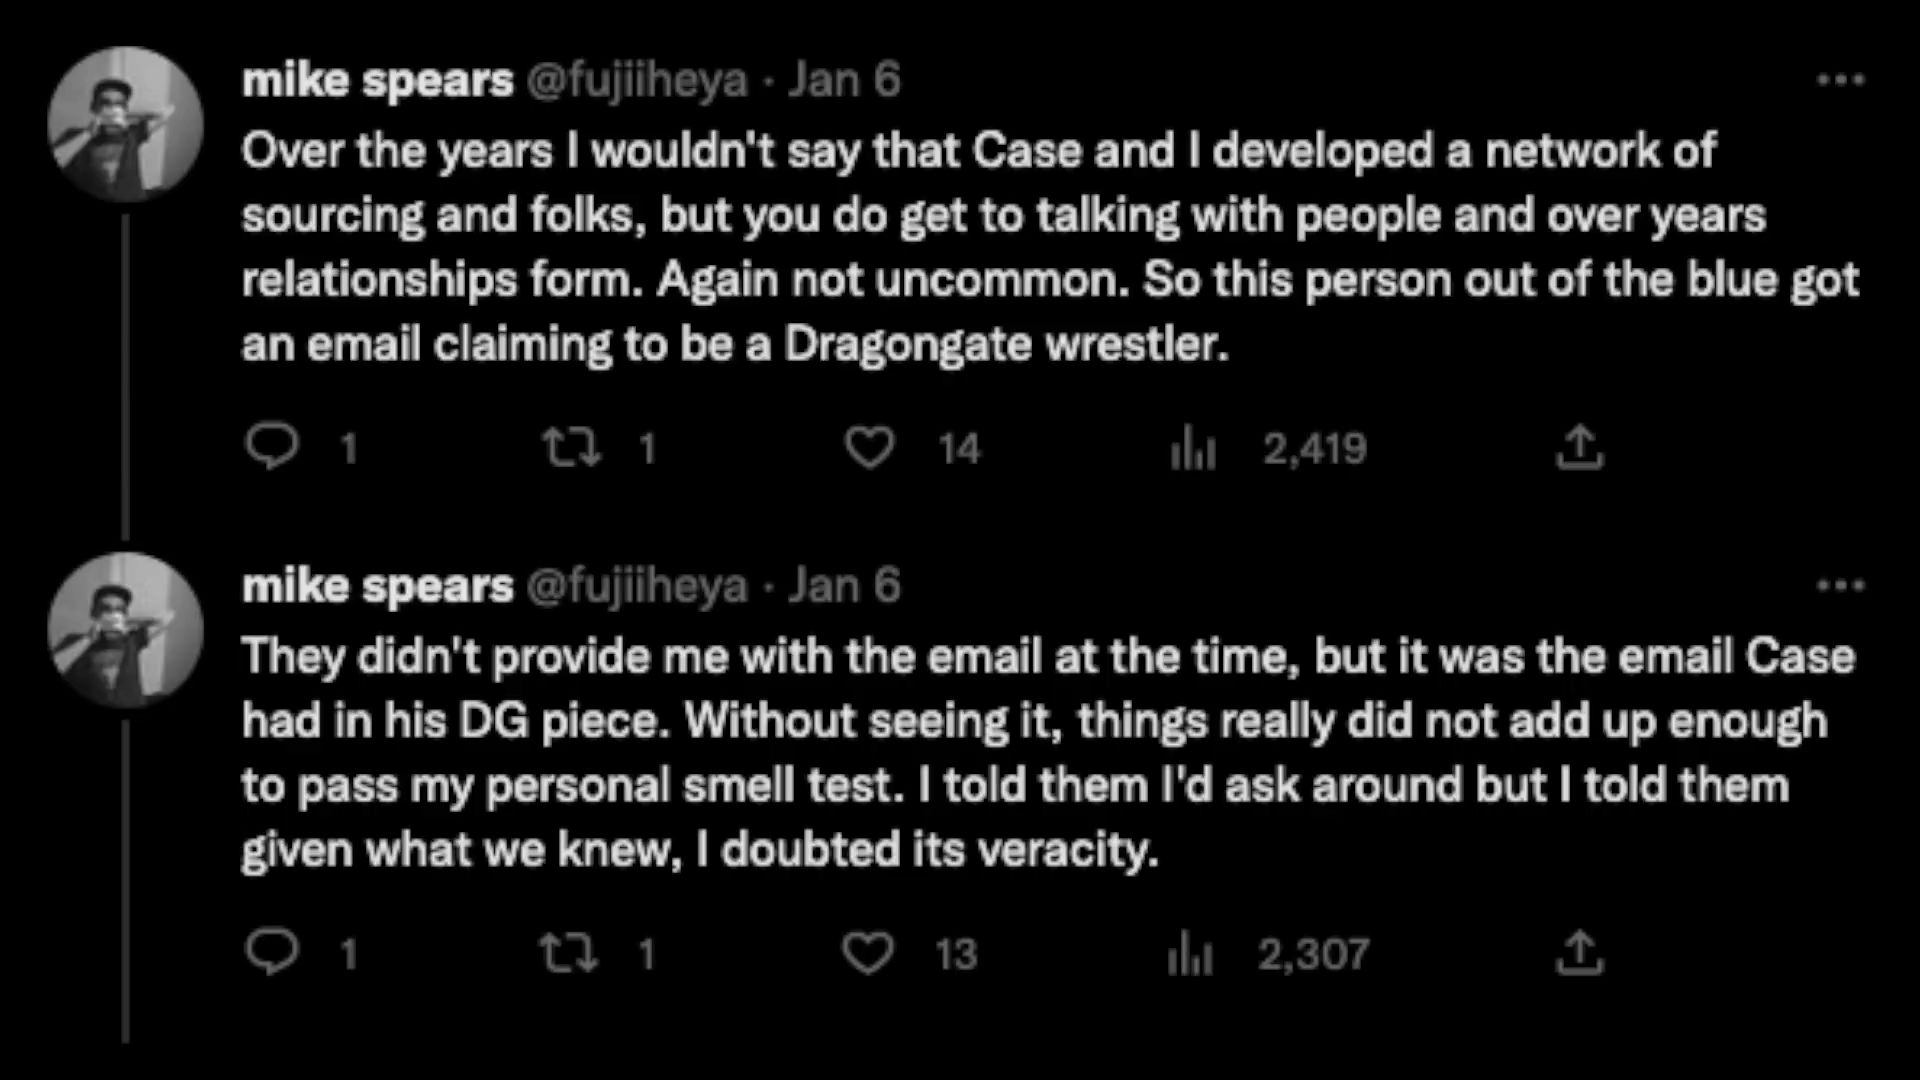 mike spears @fujiiheya · Jan 6
Over the years I wouldn't say that Case and I developed a network of
sourcing and folks, but you do get to talking with people and over years
relationships form. Again not uncommon. So this person out of the blue got
an email claiming to be a Dragongate wrestler.
1 1 14 2,419
mike spears @fujiiheya · Jan 6
They didn't provide me with the email at the time, but it was the email Case
had in his DG piece. Without seeing it, things really did not add up enough
to pass my personal smell test. I told them I'd ask around but I told them
given what we knew, I doubted its veracity.
1 1 13 2,307